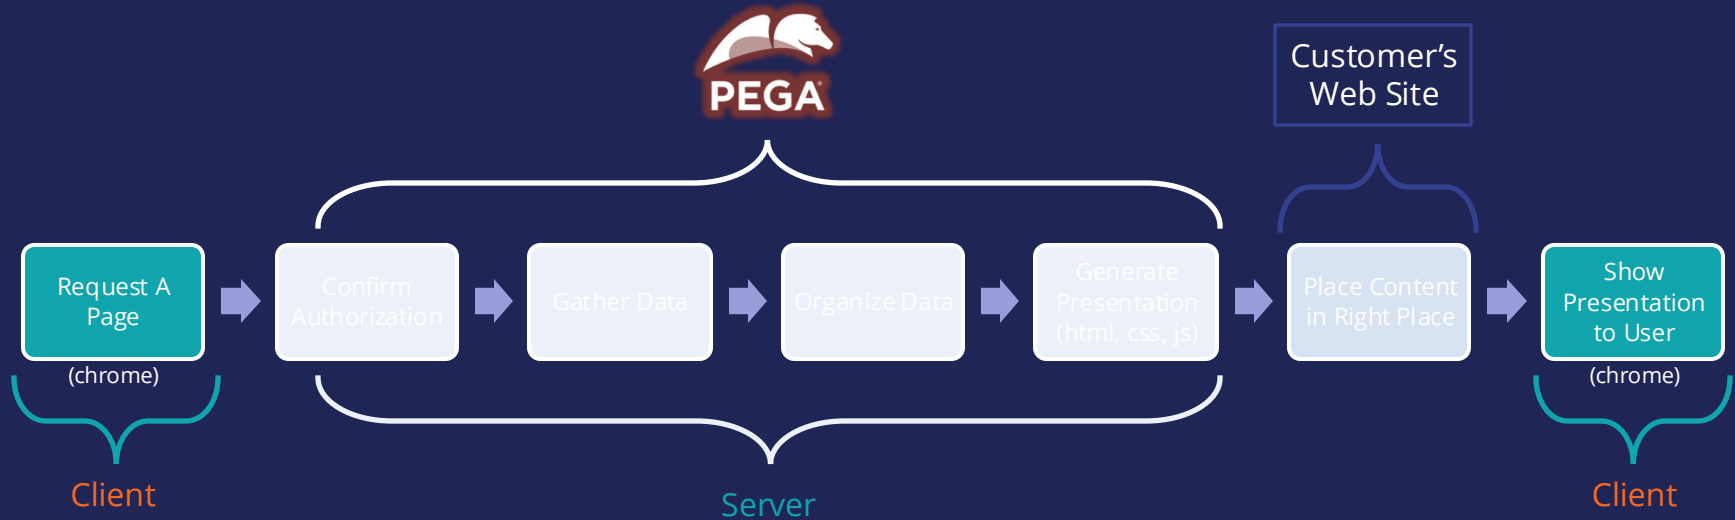 PEGA
Customer's
Web Site
Request A
Page
Confirm
Authorization
Gather Data
Organize Data
Generate
Presentation
(html, css, js)
Place Content
in Right Place
Show
Presentation
to User
(chrome)
(chrome)
Client
Server
Client